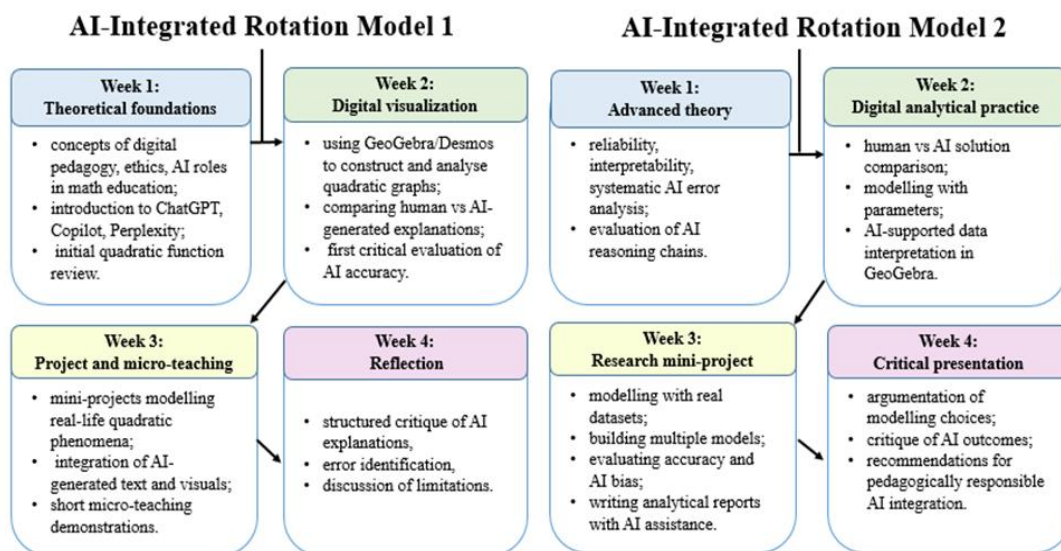 AI-Integrated Rotation Model 1
Week 1:
Theoretical foundations
• concepts of digital
pedagogy, ethics, AI roles
in math education;
• introduction to ChatGPT,
Copilot, Perplexity;
• initial quadratic function
review.
Week 2:
Digital visualization
• using GeoGebra/Desmos
to construct and analyse
quadratic graphs;
• comparing human vs AI-
generated explanations;
• first critical evaluation of
AI accuracy.
Week 3:
Project and micro-teaching
• mini-projects modelling
real-life quadratic
phenomena;
• integration of AI-
generated text and visuals;
• short micro-teaching
demonstrations.
Week 4:
Reflection
• structured critique of AI
explanations,
• error identification,
• discussion of limitations.
AI-Integrated Rotation Model 2
Week 1:
Advanced theory
• reliability,
interpretability,
systematic AI error
analysis;
• evaluation of AI
reasoning chains.
Week 2:
Digital analytical practice
• human vs AI solution
comparison;
• modelling with
parameters;
• AI-supported data
interpretation in
GeoGebra.
Week 3:
Research mini-project
• modelling with real
datasets;
• building multiple models;
• evaluating accuracy and
AI bias;
• writing analytical reports
with AI assistance.
Week 4:
Critical presentation
• argumentation of
modelling choices;
• critique of AI outcomes;
• recommendations for
pedagogically responsible
AI integration.